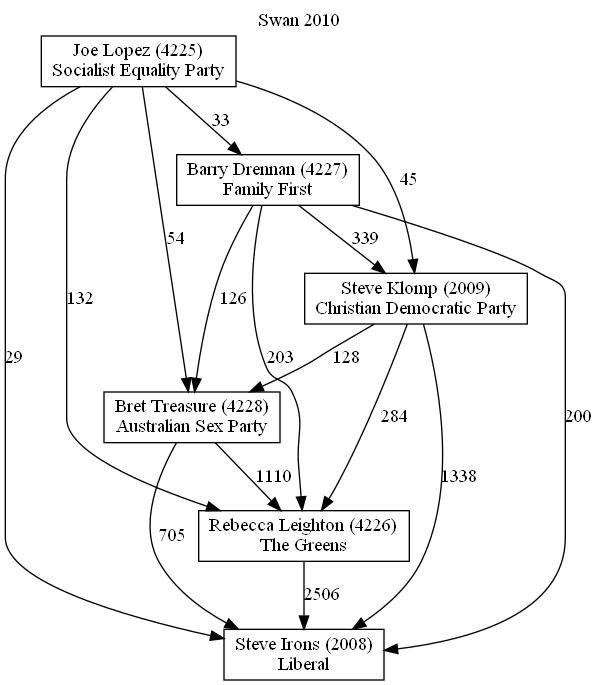 Swan 2010
Joe Lopez (4225)
Socialist Equality Party
33
Barry Drennan (4227)
Family First
45
54
339
132
126
Steve Klomp (2009)
Christian Democratic Party
29
203
128
200
Bret Treasure (4228)
Australian Sex Party
284
1110
1338
705
Rebecca Leighton (4226)
The Greens
2506
Steve Irons (2008)
Liberal